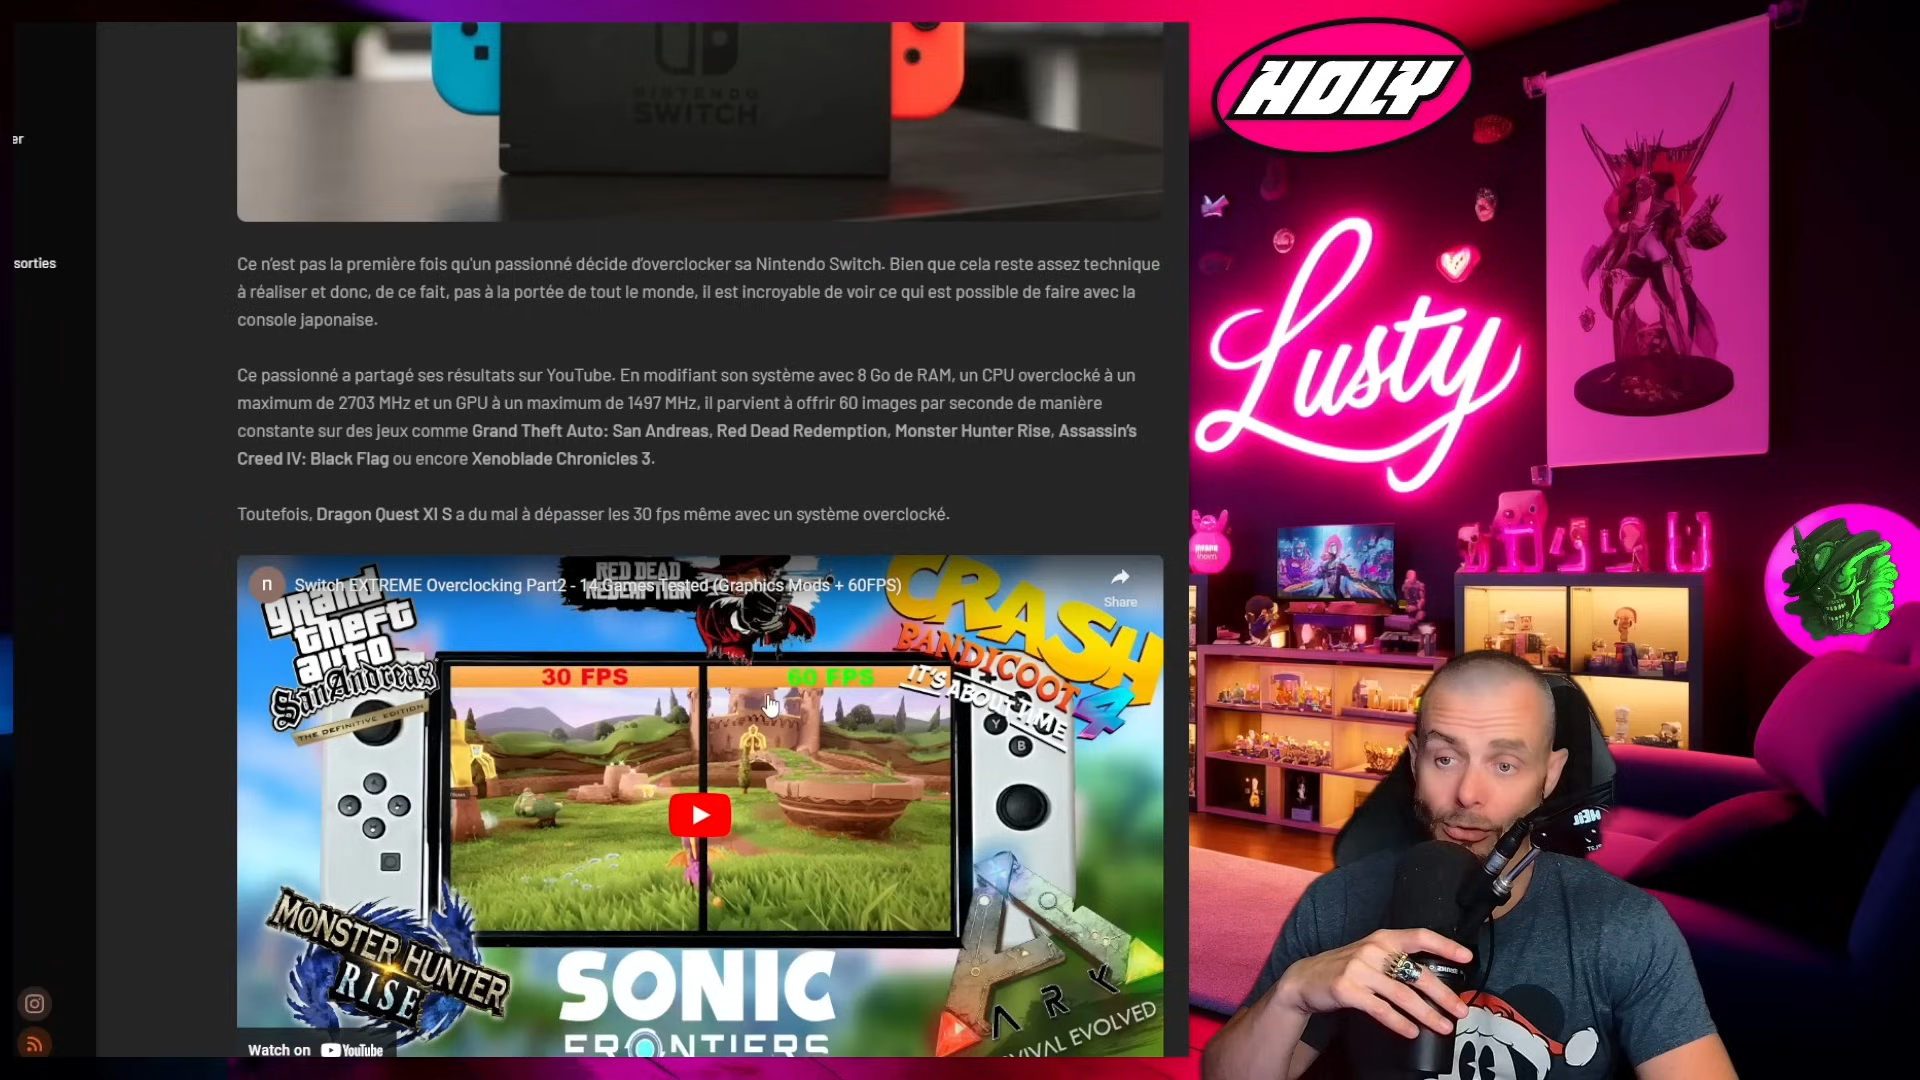 NINTENDO
SWITCH
HOLY
er
sorties
Ce n'est pas la première fois qu'un passionné décide d'overclocker sa Nintendo Switch. Bien que cela reste assez technique
à réaliser et donc, de ce fait, pas à la portée de tout le monde, il est incroyable de voir ce qui est possible de faire avec la
console japonaise.
Ce passionné a partagé ses résultats sur YouTube. En modifiant son système avec 8 Go de RAM, un CPU overclocké à un
maximum de 2703 MHz et un GPU à un maximum de 1497 MHz, il parvient à offrir 60 images par seconde de manière
constante sur des jeux comme Grand Theft Auto: San Andreas, Red Dead Redemption, Monster Hunter Rise, Assassin's
Creed IV: Black Flag ou encore Xenoblade Chronicles 3.
Toutefois, Dragon Quest XI S a du mal à dépasser les 30 fps même avec un système overclocké.
Lusty
n
Switch EXTREME Overclocking Part2 - 14 Games Tested (Graphics Mods + 60FPS)
Share
RED DEAD
REDEMPTION
grand
theft
auto
San Andreas
THE DEFINITIVE EDITION
CRASH
BANDICOOT 4
IT'S ABOUT TIME
30 FPS
60 FPS
Y
B
MONSTER HUNTER
RISE
SONIC
FRONTIERS
ARK
SURVIVAL EVOLVED
Watch on YouTube